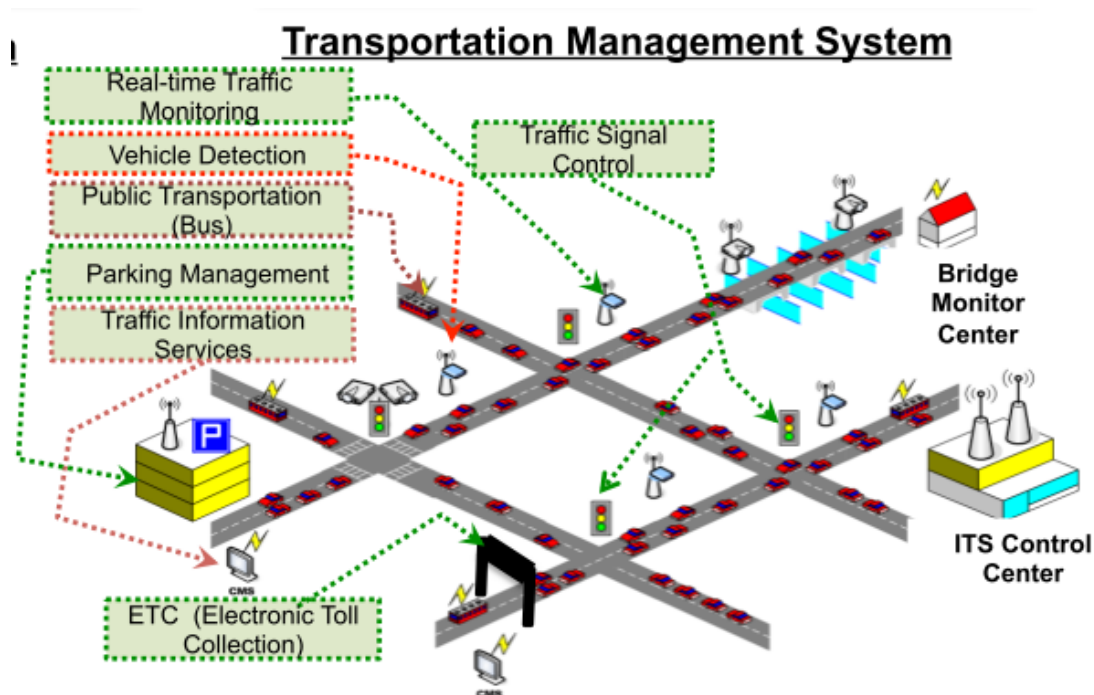 Transportation Management System
Real-time Traffic
Monitoring
Vehicle Detection
Public Transportation
(Bus)
Parking Management
Traffic Information
Services
Traffic Signal
Control
Bridge
Monitor
Center
P
ITS Control
Center
CMS
ETC (Electronic Toll
Collection)
CMS